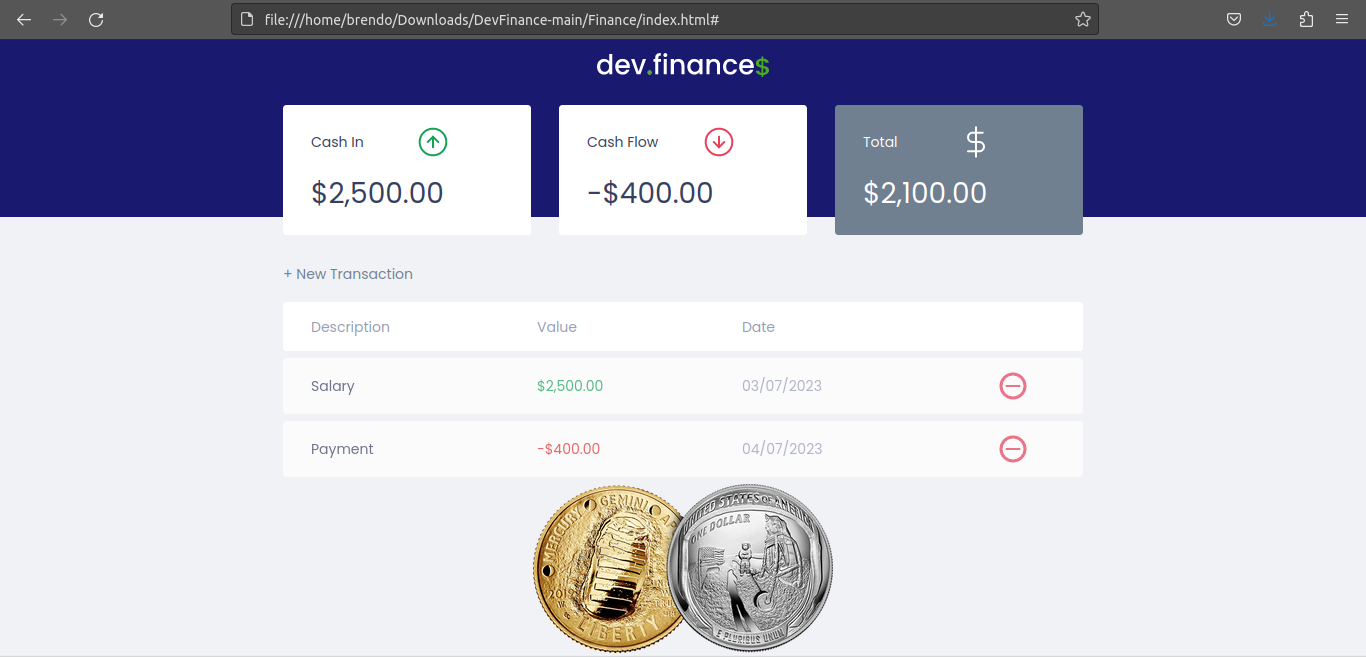 file:///home/brendo/Downloads/DevFinance-main/Finance/index.html#
dev.finance$
Cash In
$2,500.00
Cash Flow
-$400.00
Total
$
$2,100.00
+ New Transaction
Description Value Date
Salary $2,500.00 03/07/2023
Payment -$400.00 04/07/2023
MERCURY GEMINI
2019
LIBERTY
UNITED STATES OF AMERICA
ONE DOLLAR
E PLURIBUS UNUM